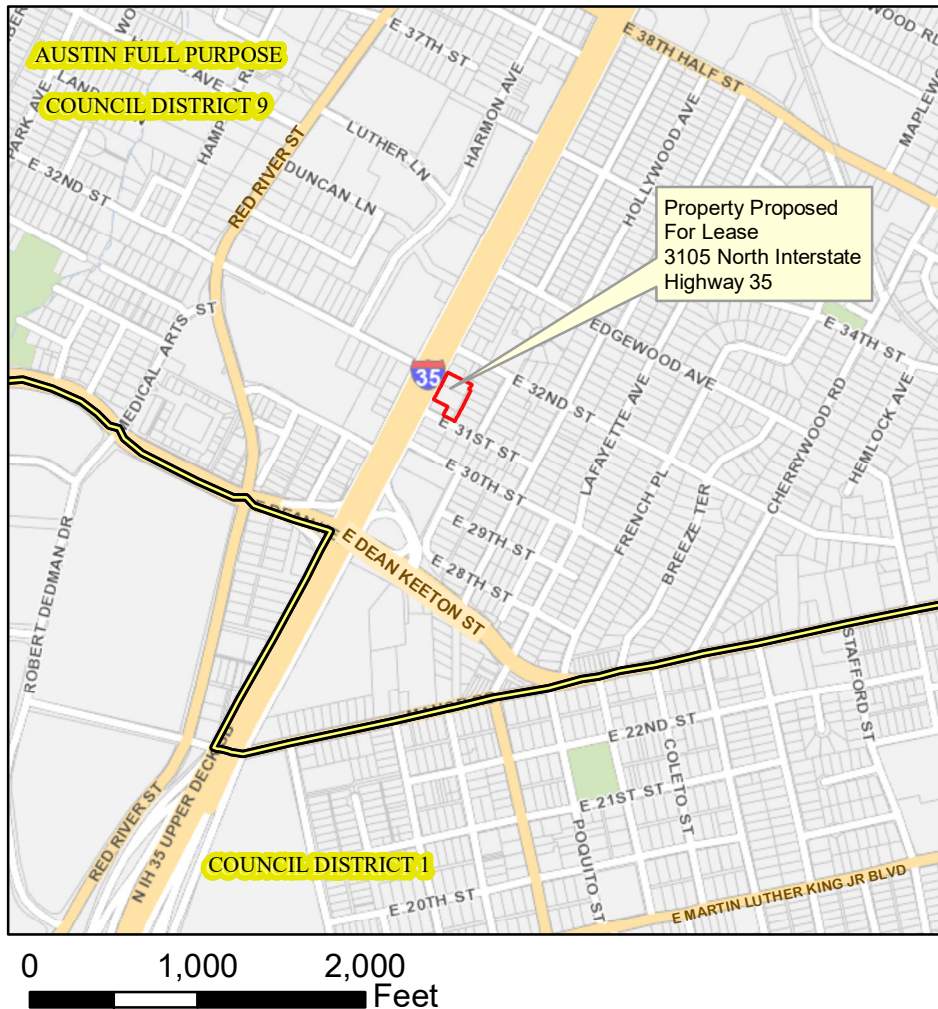 AUSTIN FULL PURPOSE
COUNCIL DISTRICT 9
E 37TH ST
E 38TH HALF ST
WOOD RD
HARMON AVE
LUTHER LN
DUNCAN LN
RED RIVER ST
E 32ND ST
PARK AVE
HOLLYWOOD AVE
Property Proposed
For Lease
3105 North Interstate
Highway 35
EDGEWOOD AVE
E 34TH ST
MEDICAL ARTS ST
35
E 32ND ST
E 31ST ST
E 30TH ST
E 29TH ST
E 28TH ST
LAFAYETTE AVE
FRENCH PL
BREEZE TER
CHERRYWOOD RD
HEMLOCK AVE
E DEAN KEETON ST
ROBERT DEDMAN DR
STAFFORD ST
E 22ND ST
E 21ST ST
COLETO ST
POQUITO ST
RED RIVER ST
N IH 35 UPPER DECK SB
COUNCIL DISTRICT 1
E 20TH ST
E MARTIN LUTHER KING JR BLVD
0 1,000 2,000
Feet